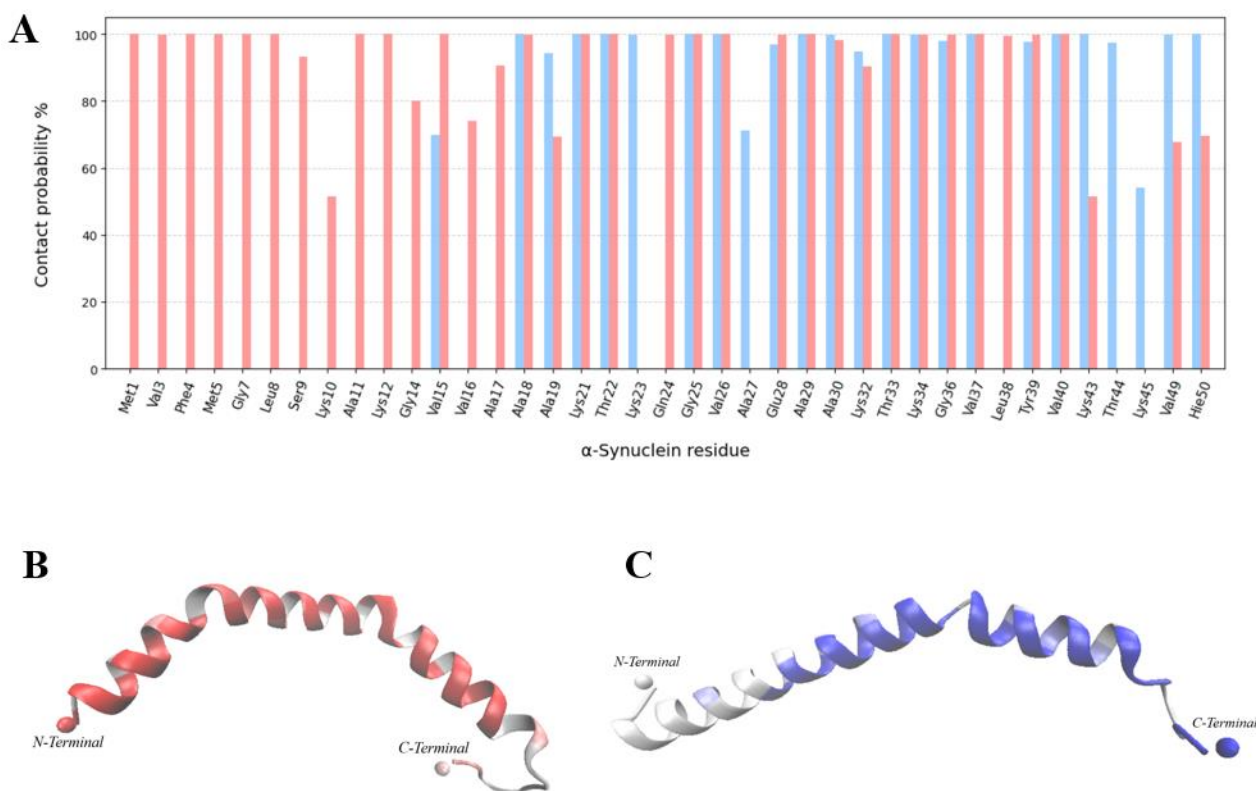 A
Contact probability %
100
80
60
40
20
0
Met1 Val3 Phe4 Met5 Gly7 Leu8 Ser9 Lys10 Ala11 Lys12 Gly14 Val15 Val16 Ala17 Ala18 Ala19 Lys21 Thr22 Lys23 Gln24 Gly25 Val26 Ala27 Glu28 Ala29 Ala30 Lys32 Thr33 Lys34 Gly36 Val37 Leu38 Tyr39 Val40 Lys43 Thr44 Lys45 Val49 Hie50
α-Synuclein residue
B
N-Terminal
C-Terminal
C
N-Terminal
C-Terminal